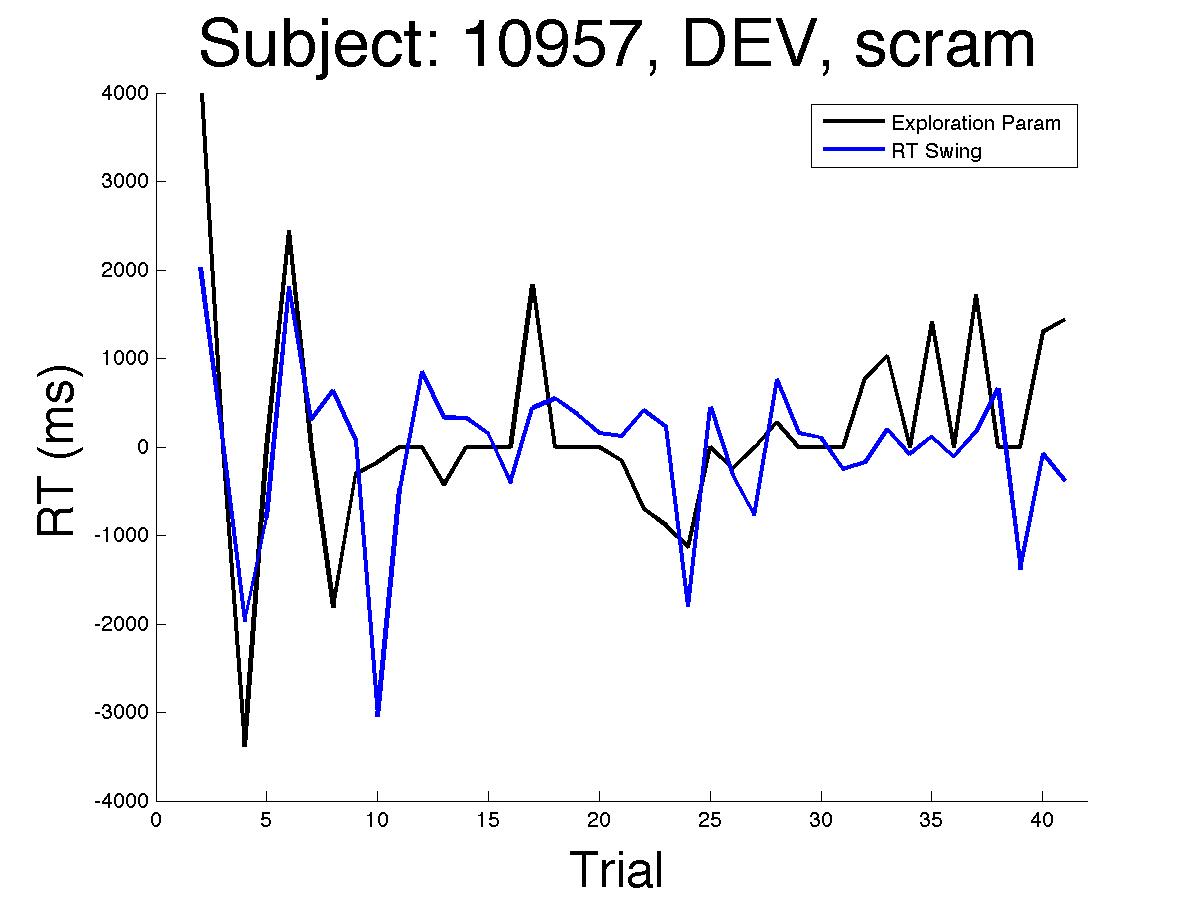 Subject: 10957, DEV, scram
Exploration Param
RT Swing
4000
3000
2000
1000
0
-1000
-2000
-3000
-4000
RT (ms)
0 5 10 15 20 25 30 35 40
Trial